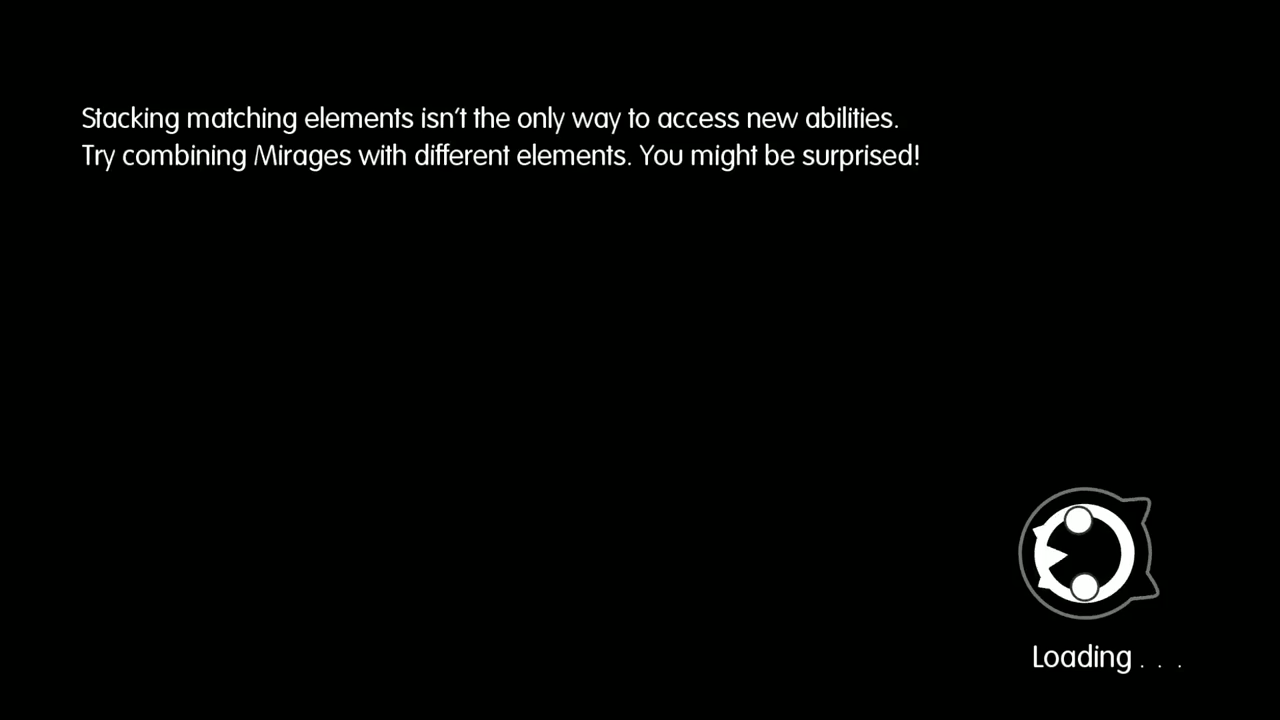 Stacking matching elements isn't the only way to access new abilities.
Try combining Mirages with different elements. You might be surprised!
Loading . . .